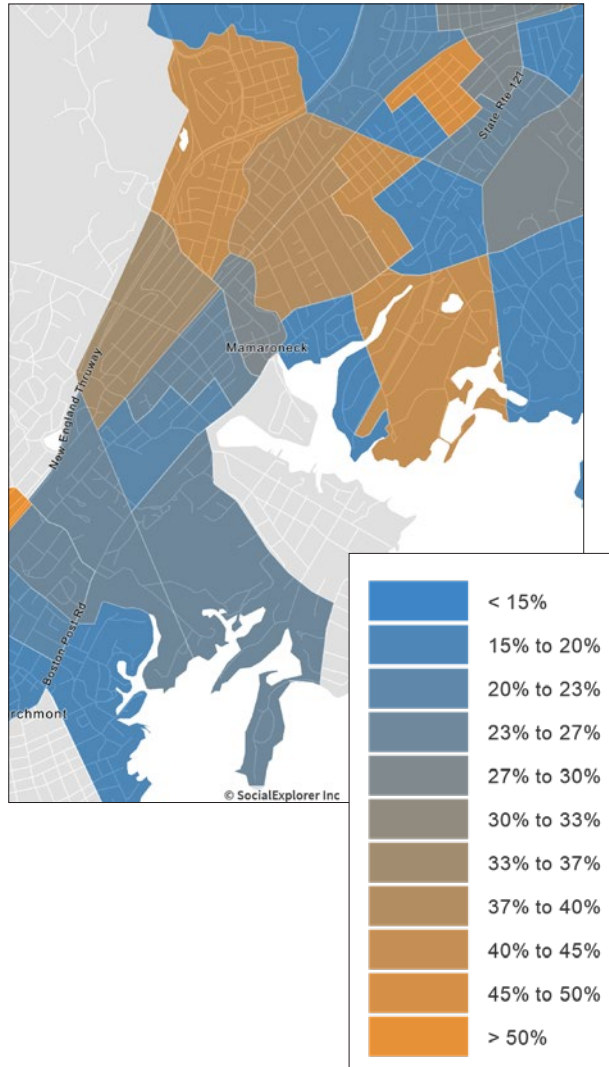 State Rte 121
Mamaroneck
New England Thruway
Boston Post Rd
rchmont
© SocialExplorer Inc
< 15%
15% to 20%
20% to 23%
23% to 27%
27% to 30%
30% to 33%
33% to 37%
37% to 40%
40% to 45%
45% to 50%
> 50%